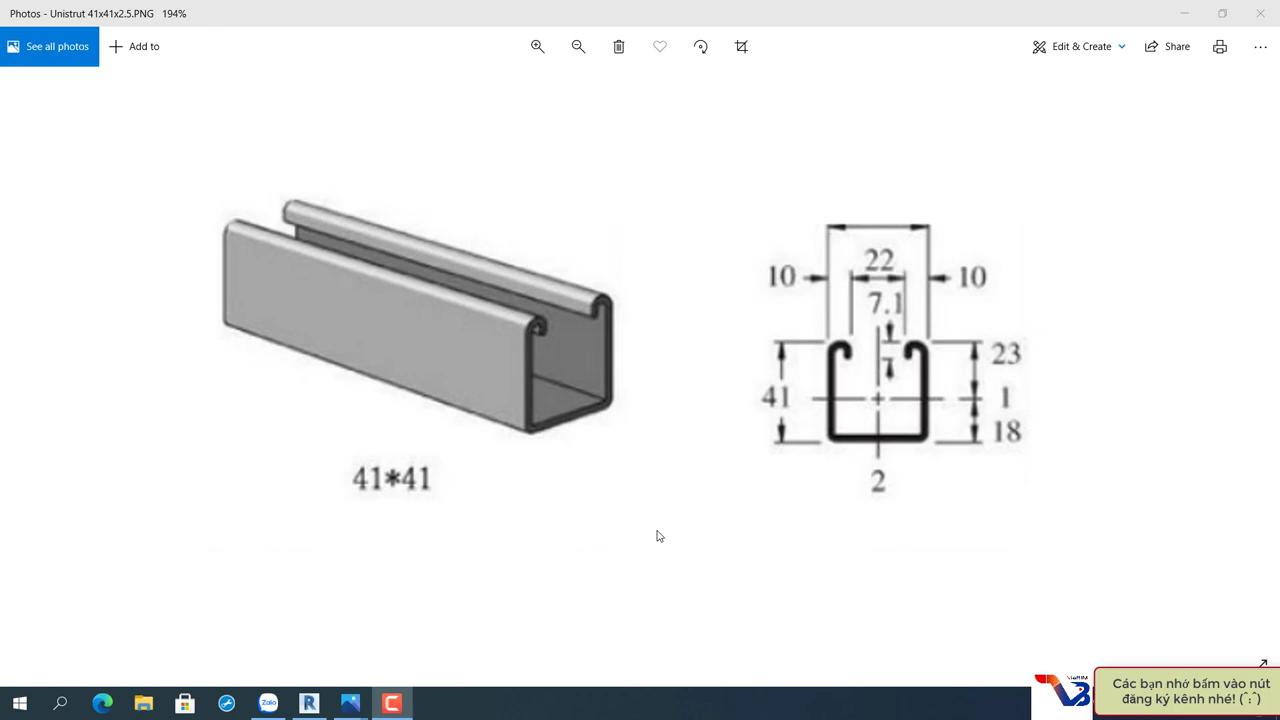 Photos - Unistrut 41x41x2.5.PNG 194%
See all photos
Add to
Edit & Create
Share
22
10
10
7.1
23
41
1
18
41*41
2
Zalo
R
C
Các bạn nhớ bấm vào nút
đăng ký kênh nhé! (ˆ:ˆ)